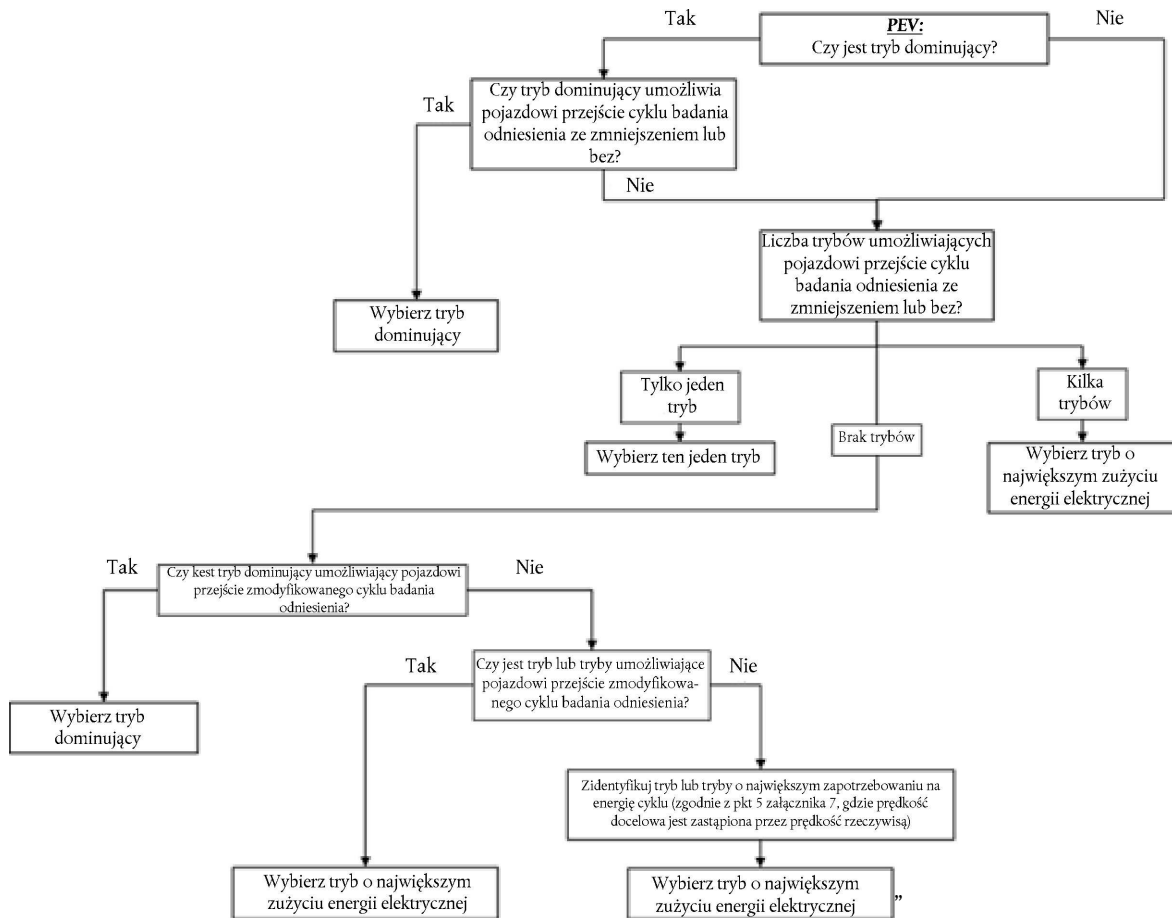 Tak
PEV:
Nie
Czy jest tryb dominujący?
Tak
Czy tryb dominujący umożliwia
pojazdowi przejście cyklu badania
odniesienia ze zmniejszeniem lub
bez?
Nie
Liczba trybów umożliwiających
pojazdowi przejście cyklu
badania odniesienia ze
zmniejszeniem lub bez?
Wybierz tryb
dominujący
Tylko jeden
tryb
Kilka
trybów
Brak trybów
Wybierz ten jeden tryb
Wybierz tryb o
największym zużyciu
energii elektrycznej
Tak
Czy kest tryb dominujący umożliwiający pojazdowi
przejście zmodyfikowanego cyklu badania
odniesienia?
Nie
Tak
Czy jest tryb lub tryby umożliwiające
pojazdowi przejście zmodyfikowa-
nego cyklu badania odniesienia?
Nie
Wybierz tryb
dominujący
Zidentyfikuj tryb lub tryby o największym zapotrzebowaniu na
energię cyklu (zgodnie z pkt 5 załącznika 7, gdzie prędkość
docelowa jest zastąpiona przez prędkość rzeczywisą)
Wybierz tryb o największym
zużyciu energii elektrycznej
Wybierz tryb o największym
zużyciu energii elektrycznej ”